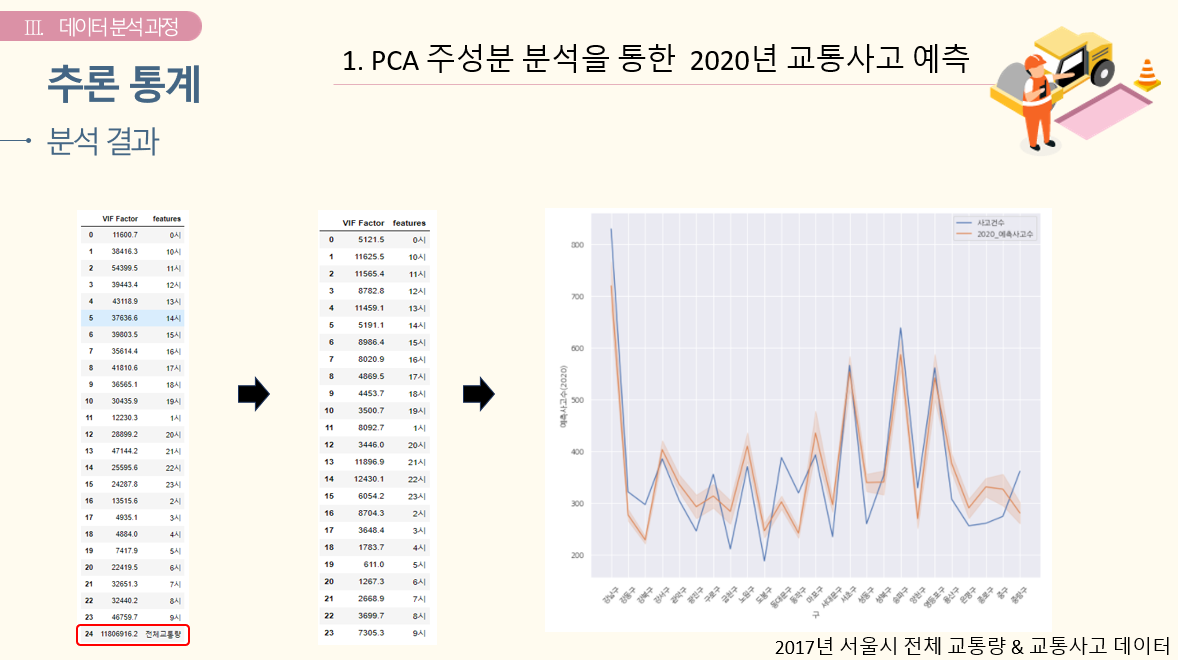 Ⅲ. 데이터 분석 과정
추론 통계
분석 결과
1. PCA 주성분 분석을 통한 2020년 교통사고 예측
VIF Factor features
0 11600.7 0시
1 38416.3 10시
2 54399.5 11시
3 39443.4 12시
4 43118.9 13시
5 37636.6 14시
6 39803.5 15시
7 35614.4 16시
8 41810.6 17시
9 36565.1 18시
10 30435.9 19시
11 12230.3 1시
12 28899.2 20시
13 47144.2 21시
14 25595.6 22시
15 24287.8 23시
16 13515.6 2시
17 4935.1 3시
18 4884.0 4시
19 7417.9 5시
20 22419.5 6시
21 32651.3 7시
22 32440.2 8시
23 46759.7 9시
24 11806916.2 전체교통량
VIF Factor features
0 5121.5 0시
1 11625.5 10시
2 11565.4 11시
3 8782.8 12시
4 11459.1 13시
5 5191.1 14시
6 8986.4 15시
7 8020.9 16시
8 4869.5 17시
9 4453.7 18시
10 3500.7 19시
11 8092.7 1시
12 3446.0 20시
13 11896.9 21시
14 12430.1 22시
15 6054.2 23시
16 8704.3 2시
17 3648.4 3시
18 1783.7 4시
19 611.0 5시
20 1267.3 6시
21 2668.9 7시
22 3699.7 8시
23 7305.3 9시
사고건수
2020_예측사고수
예측사고수(2020)
800
700
600
500
400
300
200
강남구 강동구 강북구 강서구 관악구 광진구 구로구 금천구 노원구 도봉구 동대문구 동작구 마포구 서대문구 서초구 성동구 성북구 송파구 양천구 영등포구 용산구 은평구 종로구 중구 중랑구
구
2017년 서울시 전체 교통량 & 교통사고 데이터